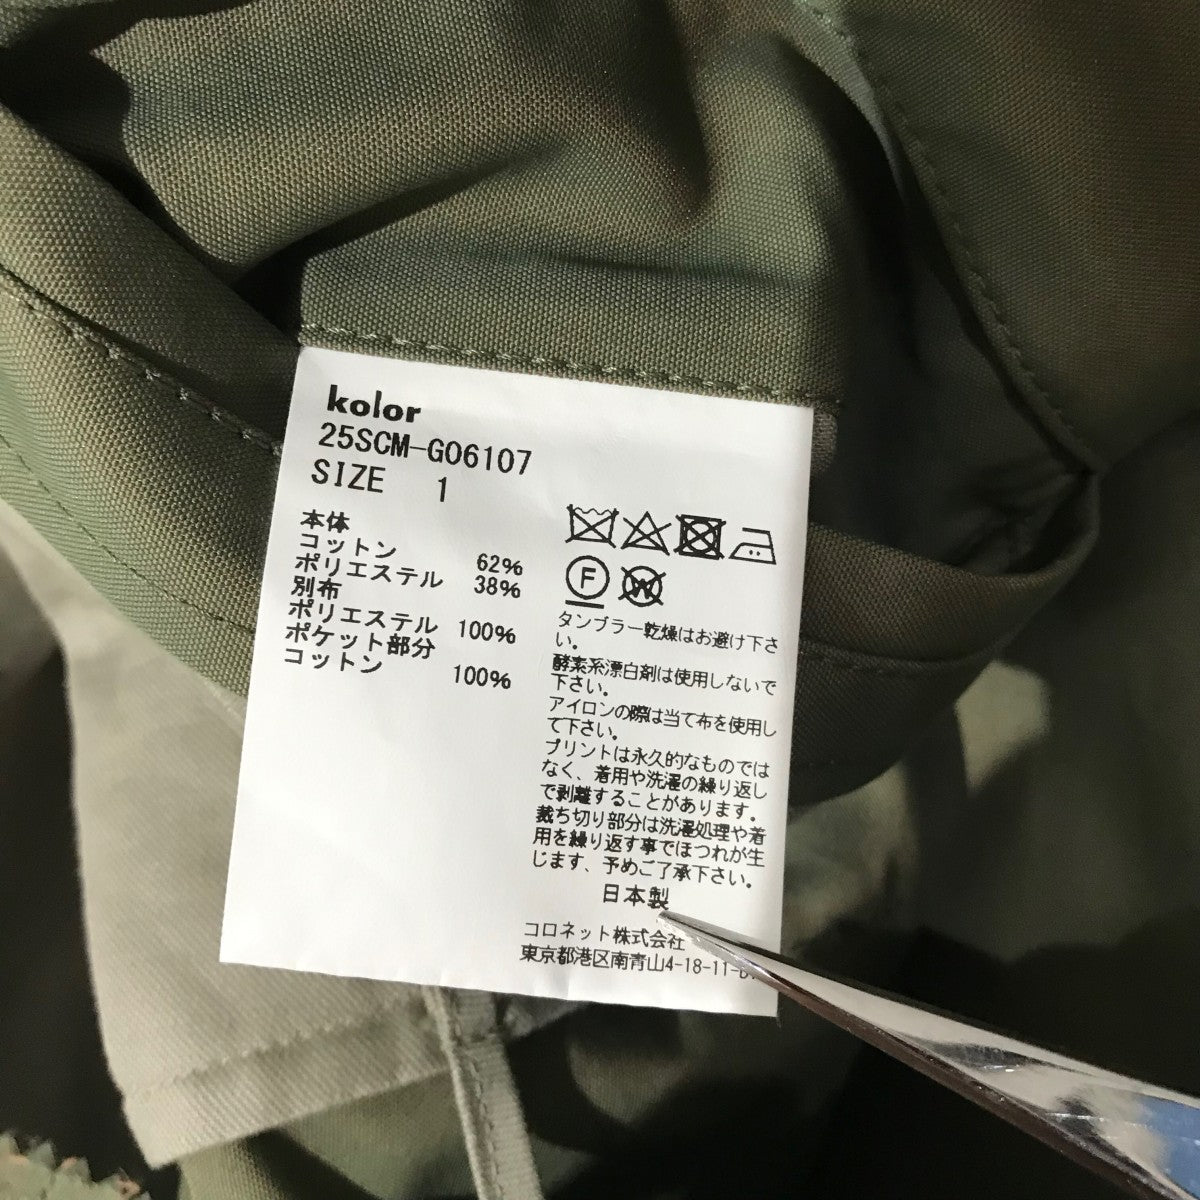 kolor
25SCM-G06107
SIZE 1
本体
コットン 62%
ポリエステル 38%
別布
ポリエステル 100%
ポケット部分
コットン 100%
F
W
タンブラー乾燥はお避け下さ
い。
酵素系漂白剤は使用しないで
下さい。
アイロンの際は当て布を使用し
て下さい。
プリントは永久的なものでは
なく、着用や洗濯の繰り返し
で剥離することがあります。
裁ち切り部分は洗濯処理や着
用を繰り返す事でほつれが生
じます、予めご了承下さい。
日本製
コロネット株式会社
東京都港区南青山4-18-11-